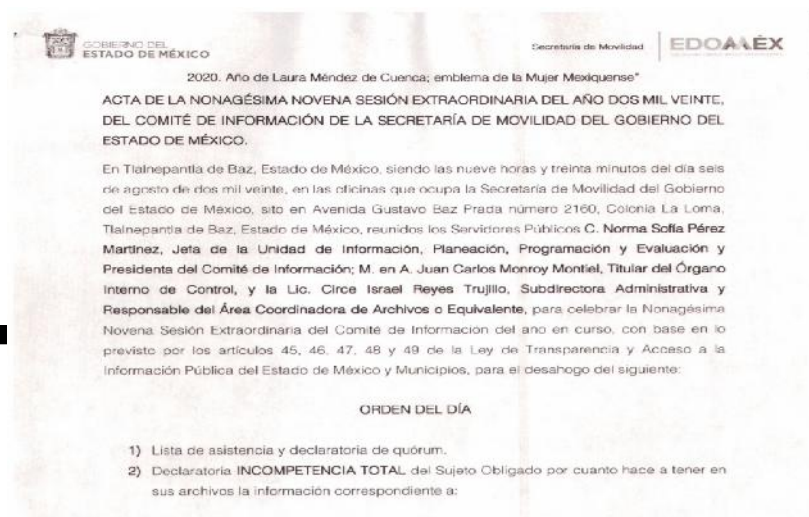 GOBIERNO DEL
ESTADO DE MÉXICO
Secretaría de Movilidad
EDOMÉX
2020. Año de Laura Méndez de Cuenca; emblema de la Mujer Mexiquense"
ACTA DE LA NONAGÉSIMA NOVENA SESIÓN EXTRAORDINARIA DEL AÑO DOS MIL VEINTE,
DEL COMITÉ DE INFORMACIÓN DE LA SECRETARÍA DE MOVILIDAD DEL GOBIERNO DEL
ESTADO DE MÉXICO.
En Tlalnepantla de Baz, Estado de México, siendo las nueve horas y treinta minutos del día seis
de agosto de dos mil veinte, en las oficinas que ocupa la Secretaría de Movilidad del Gobierno
del Estado de México, sito en Avenida Gustavo Baz Prada número 2160, Colonia La Loma,
Tlalnepantla de Baz, Estado de México, reunidos los Servidores Públicos C. Norma Sofía Pérez
Martínez, Jefa de la Unidad de Información, Planeación, Programación y Evaluación y
Presidenta del Comité de Información; M. en A. Juan Carlos Monroy Montiel, Titular del Órgano
Interno de Control, y la Lic. Circe Israel Reyes Trujillo, Subdirectora Administrativa y
Responsable del Área Coordinadora de Archivos o Equivalente, para celebrar la Nonagésima
Novena Sesión Extraordinaria del Comité de Información del año en curso, con base en lo
previsto por los artículos 45, 46, 47, 48 y 49 de la Ley de Transparencia y Acceso a la
Información Pública del Estado de México y Municipios, para el desahogo del siguiente:
ORDEN DEL DÍA
1) Lista de asistencia y declaratoria de quórum.
2) Declaratoria INCOMPETENCIA TOTAL del Sujeto Obligado por cuanto hace a tener en
sus archivos la información correspondiente a: